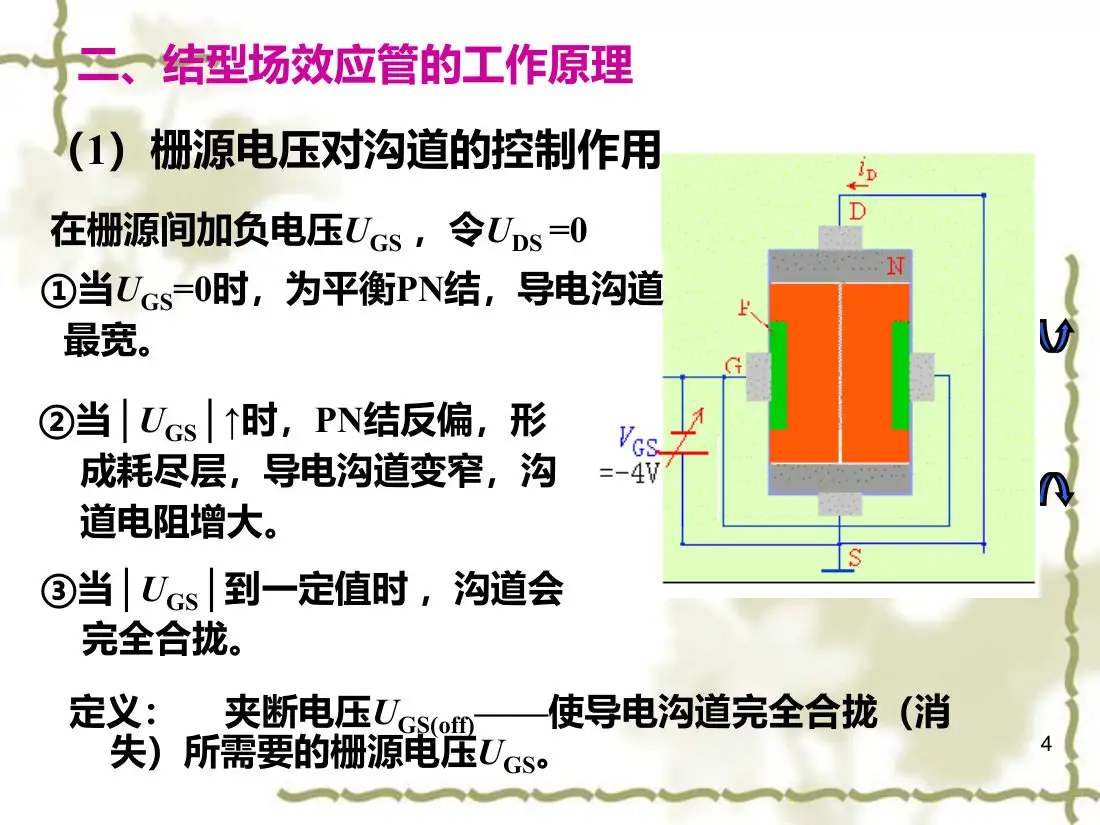 二、结型场效应管的工作原理
（1）栅源电压对沟道的控制作用
在栅源间加负电压UGS ，令UDS =0
①当UGS=0时，为平衡PN结，导电沟道
最宽。
②当│UGS│↑时，PN结反偏，形
成耗尽层，导电沟道变窄，沟
道电阻增大。
③当│UGS│到一定值时 ，沟道会
完全合拢。
定义： 夹断电压UGS(off)——使导电沟道完全合拢（消
失）所需要的栅源电压UGS。
iD
D
N
P
G
VGS
=-4V
S
4